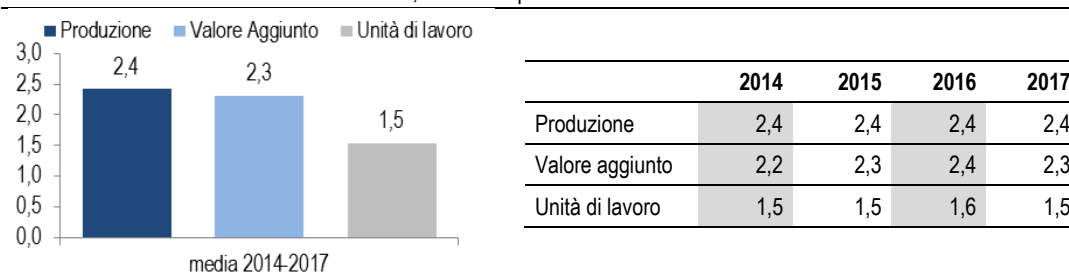 Produzione Valore Aggiunto Unità di lavoro
3,0
2,5
2,0
1,5
1,0
0,5
0,0
2,4
2,3
1,5
media 2014-2017
2014 2015 2016 2017
Produzione 2,4 2,4 2,4 2,4
Valore aggiunto 2,2 2,3 2,4 2,3
Unità di lavoro 1,5 1,5 1,6 1,5